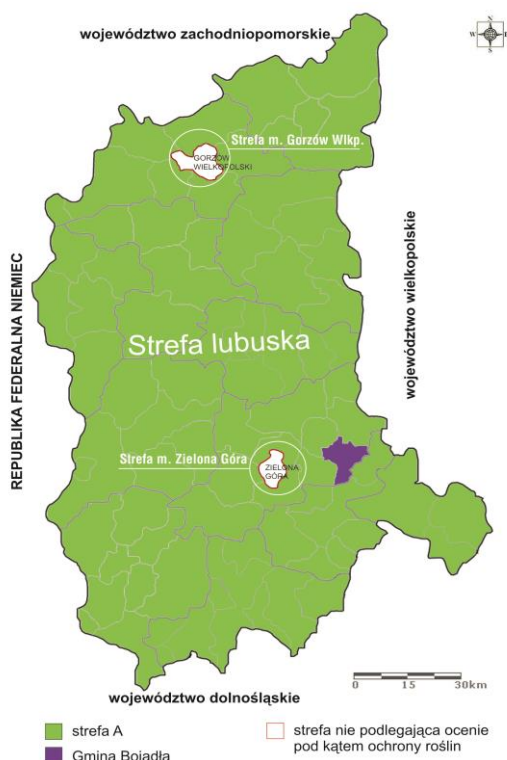 województwo zachodniopomorskie
N
W E
S
Strefa m. Gorzów Wlkp.
GORZÓW
WIELKOPOLSKI
REPUBLIKA FEDERALNA NIEMIEC
województwo wielkopolskie
Strefa lubuska
Strefa m. Zielona Góra
ZIELONA
GÓRA
0 15 30km
województwo dolnośląskie
strefa A
Gmina Bojadła
strefa nie podlegająca ocenie
pod kątem ochrony roślin